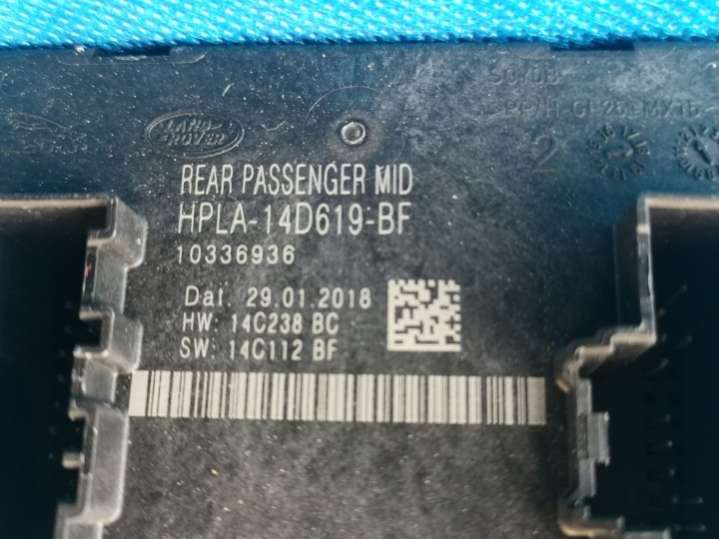 LAND-
ROVER
REAR PASSENGER MID
HPLA-14D619-BF
10336936
Dat. 29.01.2018
HW: 14C238 BC
SW: 14C112 BF
2